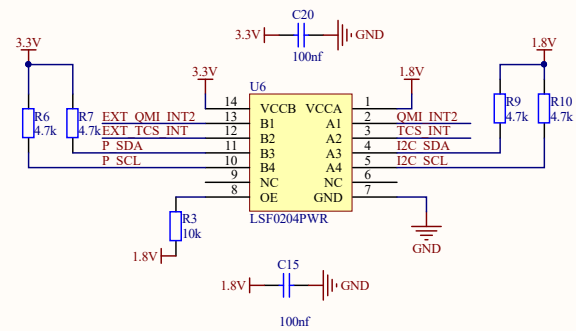 C20
3.3V
GND
100nf
3.3V
3.3V
1.8V
1.8V
U6
R6
4.7k
R7
4.7k
EXT_QMI_INT2
EXT_TCS_INT
P_SDA
P_SCL
14
13
12
11
10
9
8
VCCB
B1
B2
B3
B4
NC
OE
VCCA
A1
A2
A3
A4
NC
GND
1
2
3
4
5
6
7
QMI_INT2
TCS_INT
I2C_SDA
I2C_SCL
R9
4.7k
R10
4.7k
LSF0204PWR
R3
10k
1.8V
GND
C15
1.8V
GND
100nf